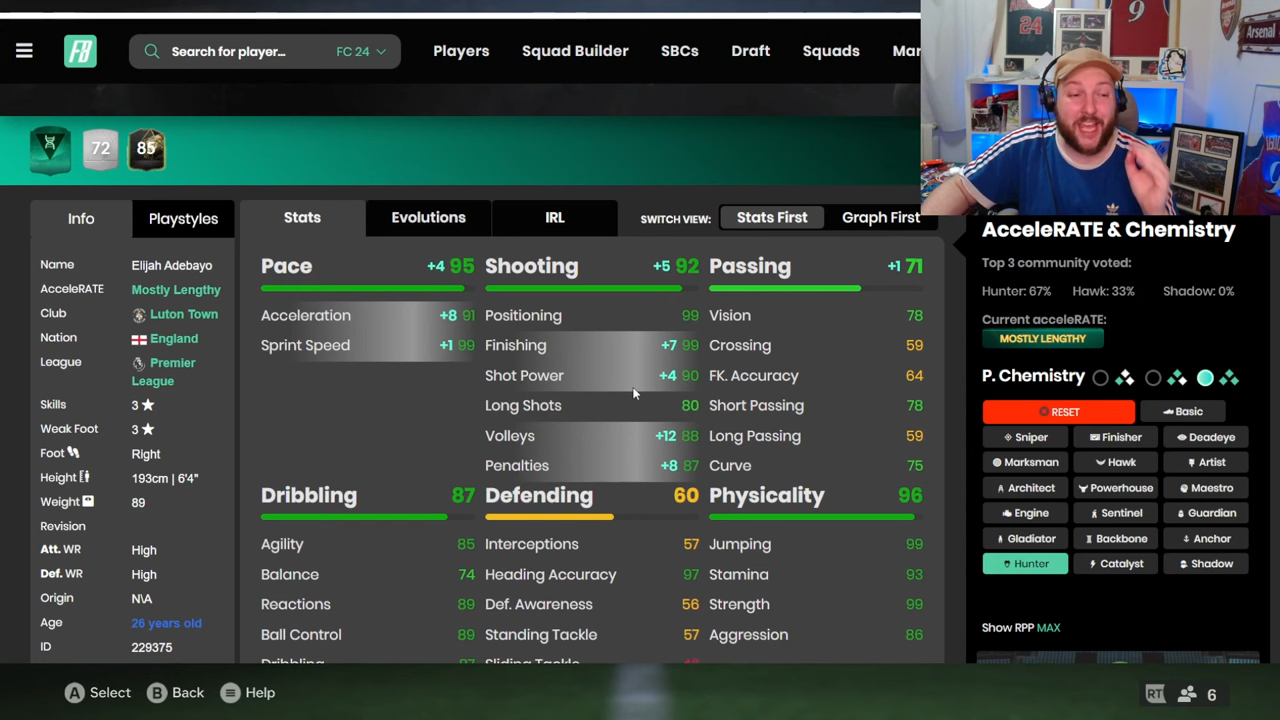 F8
Search for player...
FC 24
Players
Squad Builder
SBCs
Draft
Squads
Mar
24
9
Arsenal
72
85
Info
Playstyles
Stats
Evolutions
IRL
SWITCH VIEW:
Stats First
Graph First
Name
Elijah Adebayo
AcceleRATE
Mostly Lengthy
Club
Luton Town
Nation
England
League
Premier
League
Skills
3 ★
Weak Foot
3 ★
Foot
Right
Height
193cm | 6'4"
Weight
89
Revision
Att. WR
High
Def. WR
High
Origin
N\A
Age
26 years old
ID
229375
Pace +4 95
Acceleration +8 91
Sprint Speed +1 99
Shooting +5 92
Positioning 99
Finishing +7 99
Shot Power +4 90
Long Shots 80
Volleys +12 88
Penalties +8 87
Passing +1 71
Vision 78
Crossing 59
FK. Accuracy 64
Short Passing 78
Long Passing 59
Curve 75
Dribbling 87
Agility 85
Balance 74
Reactions 89
Ball Control 89
Dribbling 87
Defending 60
Interceptions 57
Heading Accuracy 97
Def. Awareness 56
Standing Tackle 57
Sliding Tackle
Physicality 96
Jumping 99
Stamina 93
Strength 99
Aggression 86
AcceleRATE & Chemistry
Top 3 community voted:
Hunter: 67% Hawk: 33% Shadow: 0%
Current acceleRATE:
MOSTLY LENGTHY
P. Chemistry
RESET
Basic
Sniper
Finisher
Deadeye
Marksman
Hawk
Artist
Architect
Powerhouse
Maestro
Engine
Sentinel
Guardian
Gladiator
Backbone
Anchor
Hunter
Catalyst
Shadow
Show RPP MAX
A Select B Back Help
RT 6